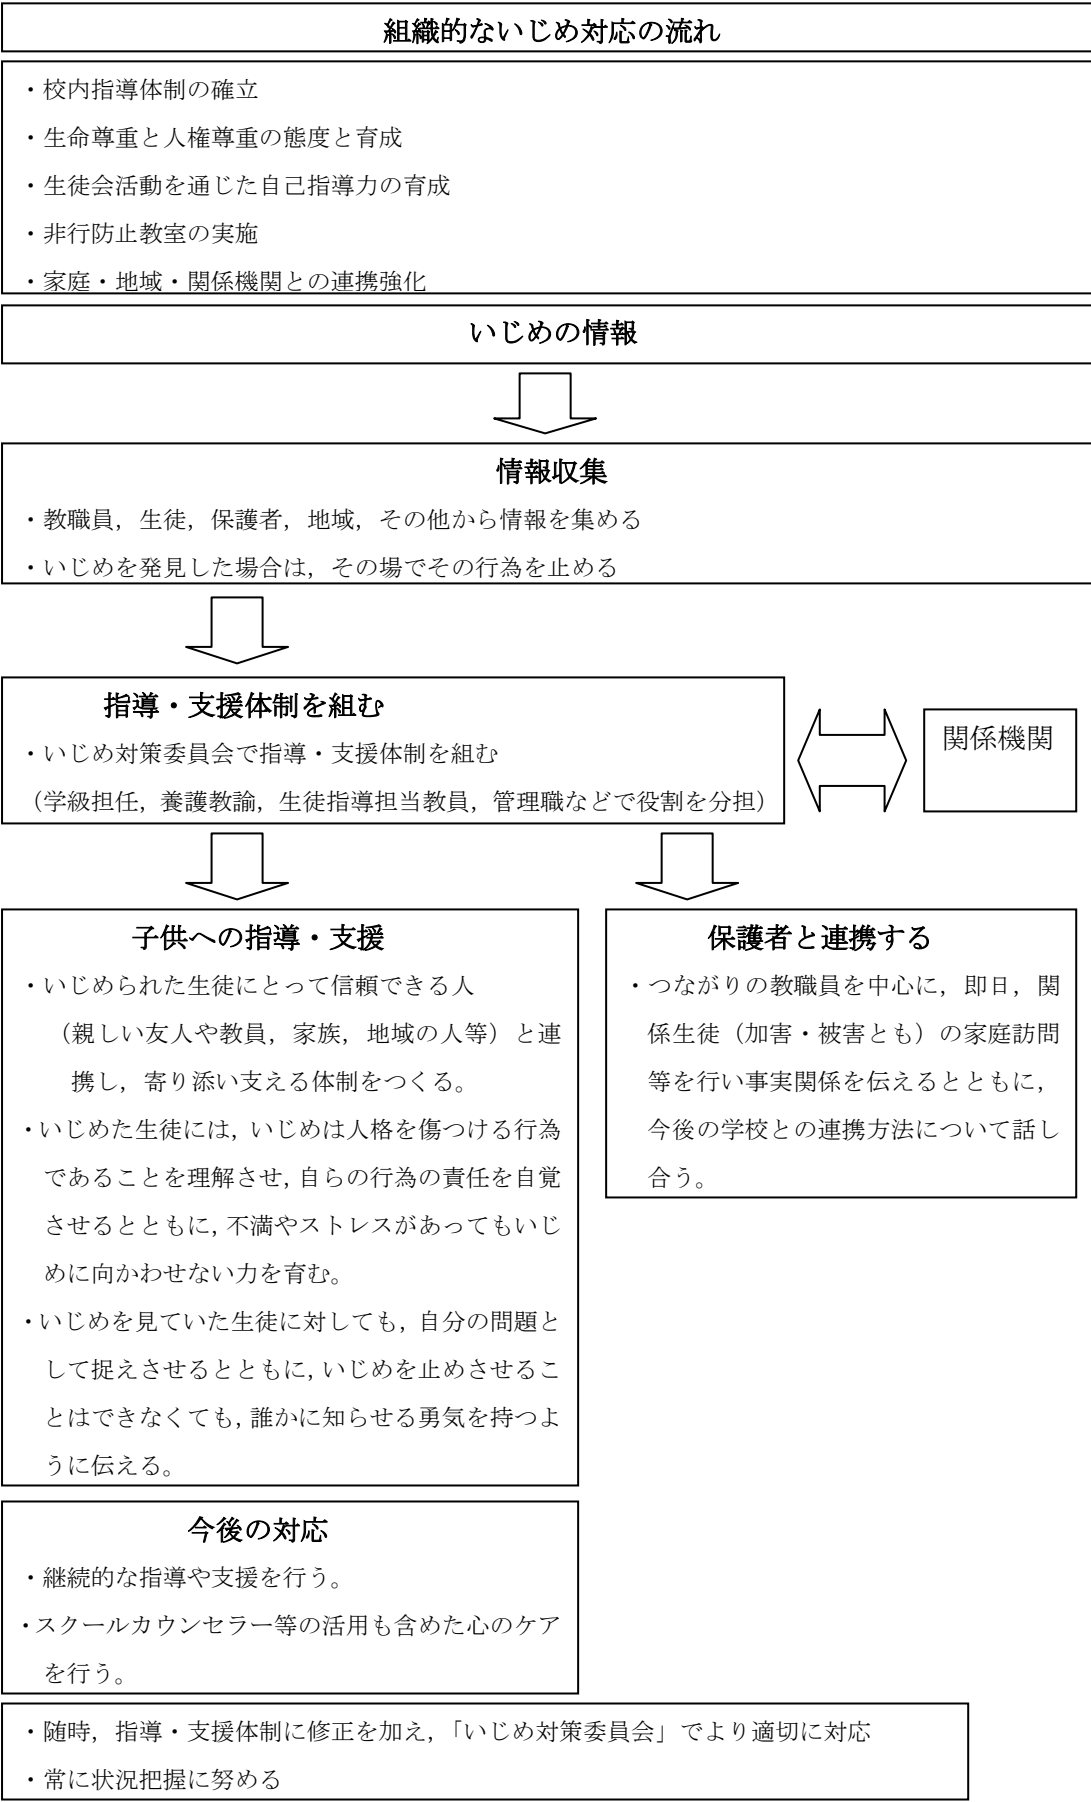 組織的ないじめ対応の流れ
・校内指導体制の確立
・生命尊重と人権尊重の態度と育成
・生徒会活動を通じた自己指導力の育成
・非行防止教室の実施
・家庭・地域・関係機関との連携強化
いじめの情報
情報収集
・教職員，生徒，保護者，地域，その他から情報を集める
・いじめを発見した場合は，その場でその行為を止める
指導・支援体制を組む
・いじめ対策委員会で指導・支援体制を組む
（学級担任，養護教諭，生徒指導担当教員，管理職などで役割を分担）
関係機関
子供への指導・支援
・いじめられた生徒にとって信頼できる人
（親しい友人や教員，家族，地域の人等）と連
携し，寄り添い支える体制をつくる。
・いじめた生徒には，いじめは人格を傷つける行為
であることを理解させ，自らの行為の責任を自覚
させるとともに，不満やストレスがあってもいじ
めに向かわせない力を育む。
・いじめを見ていた生徒に対しても，自分の問題と
して捉えさせるとともに，いじめを止めさせるこ
とはできなくても，誰かに知らせる勇気を持つよ
うに伝える。
保護者と連携する
・つながりの教職員を中心に，即日，関
係生徒（加害・被害とも）の家庭訪問
等を行い事実関係を伝えるとともに，
今後の学校との連携方法について話し
合う。
今後の対応
・継続的な指導や支援を行う。
・スクールカウンセラー等の活用も含めた心のケア
を行う。
・随時，指導・支援体制に修正を加え，「いじめ対策委員会」でより適切に対応
・常に状況把握に努める